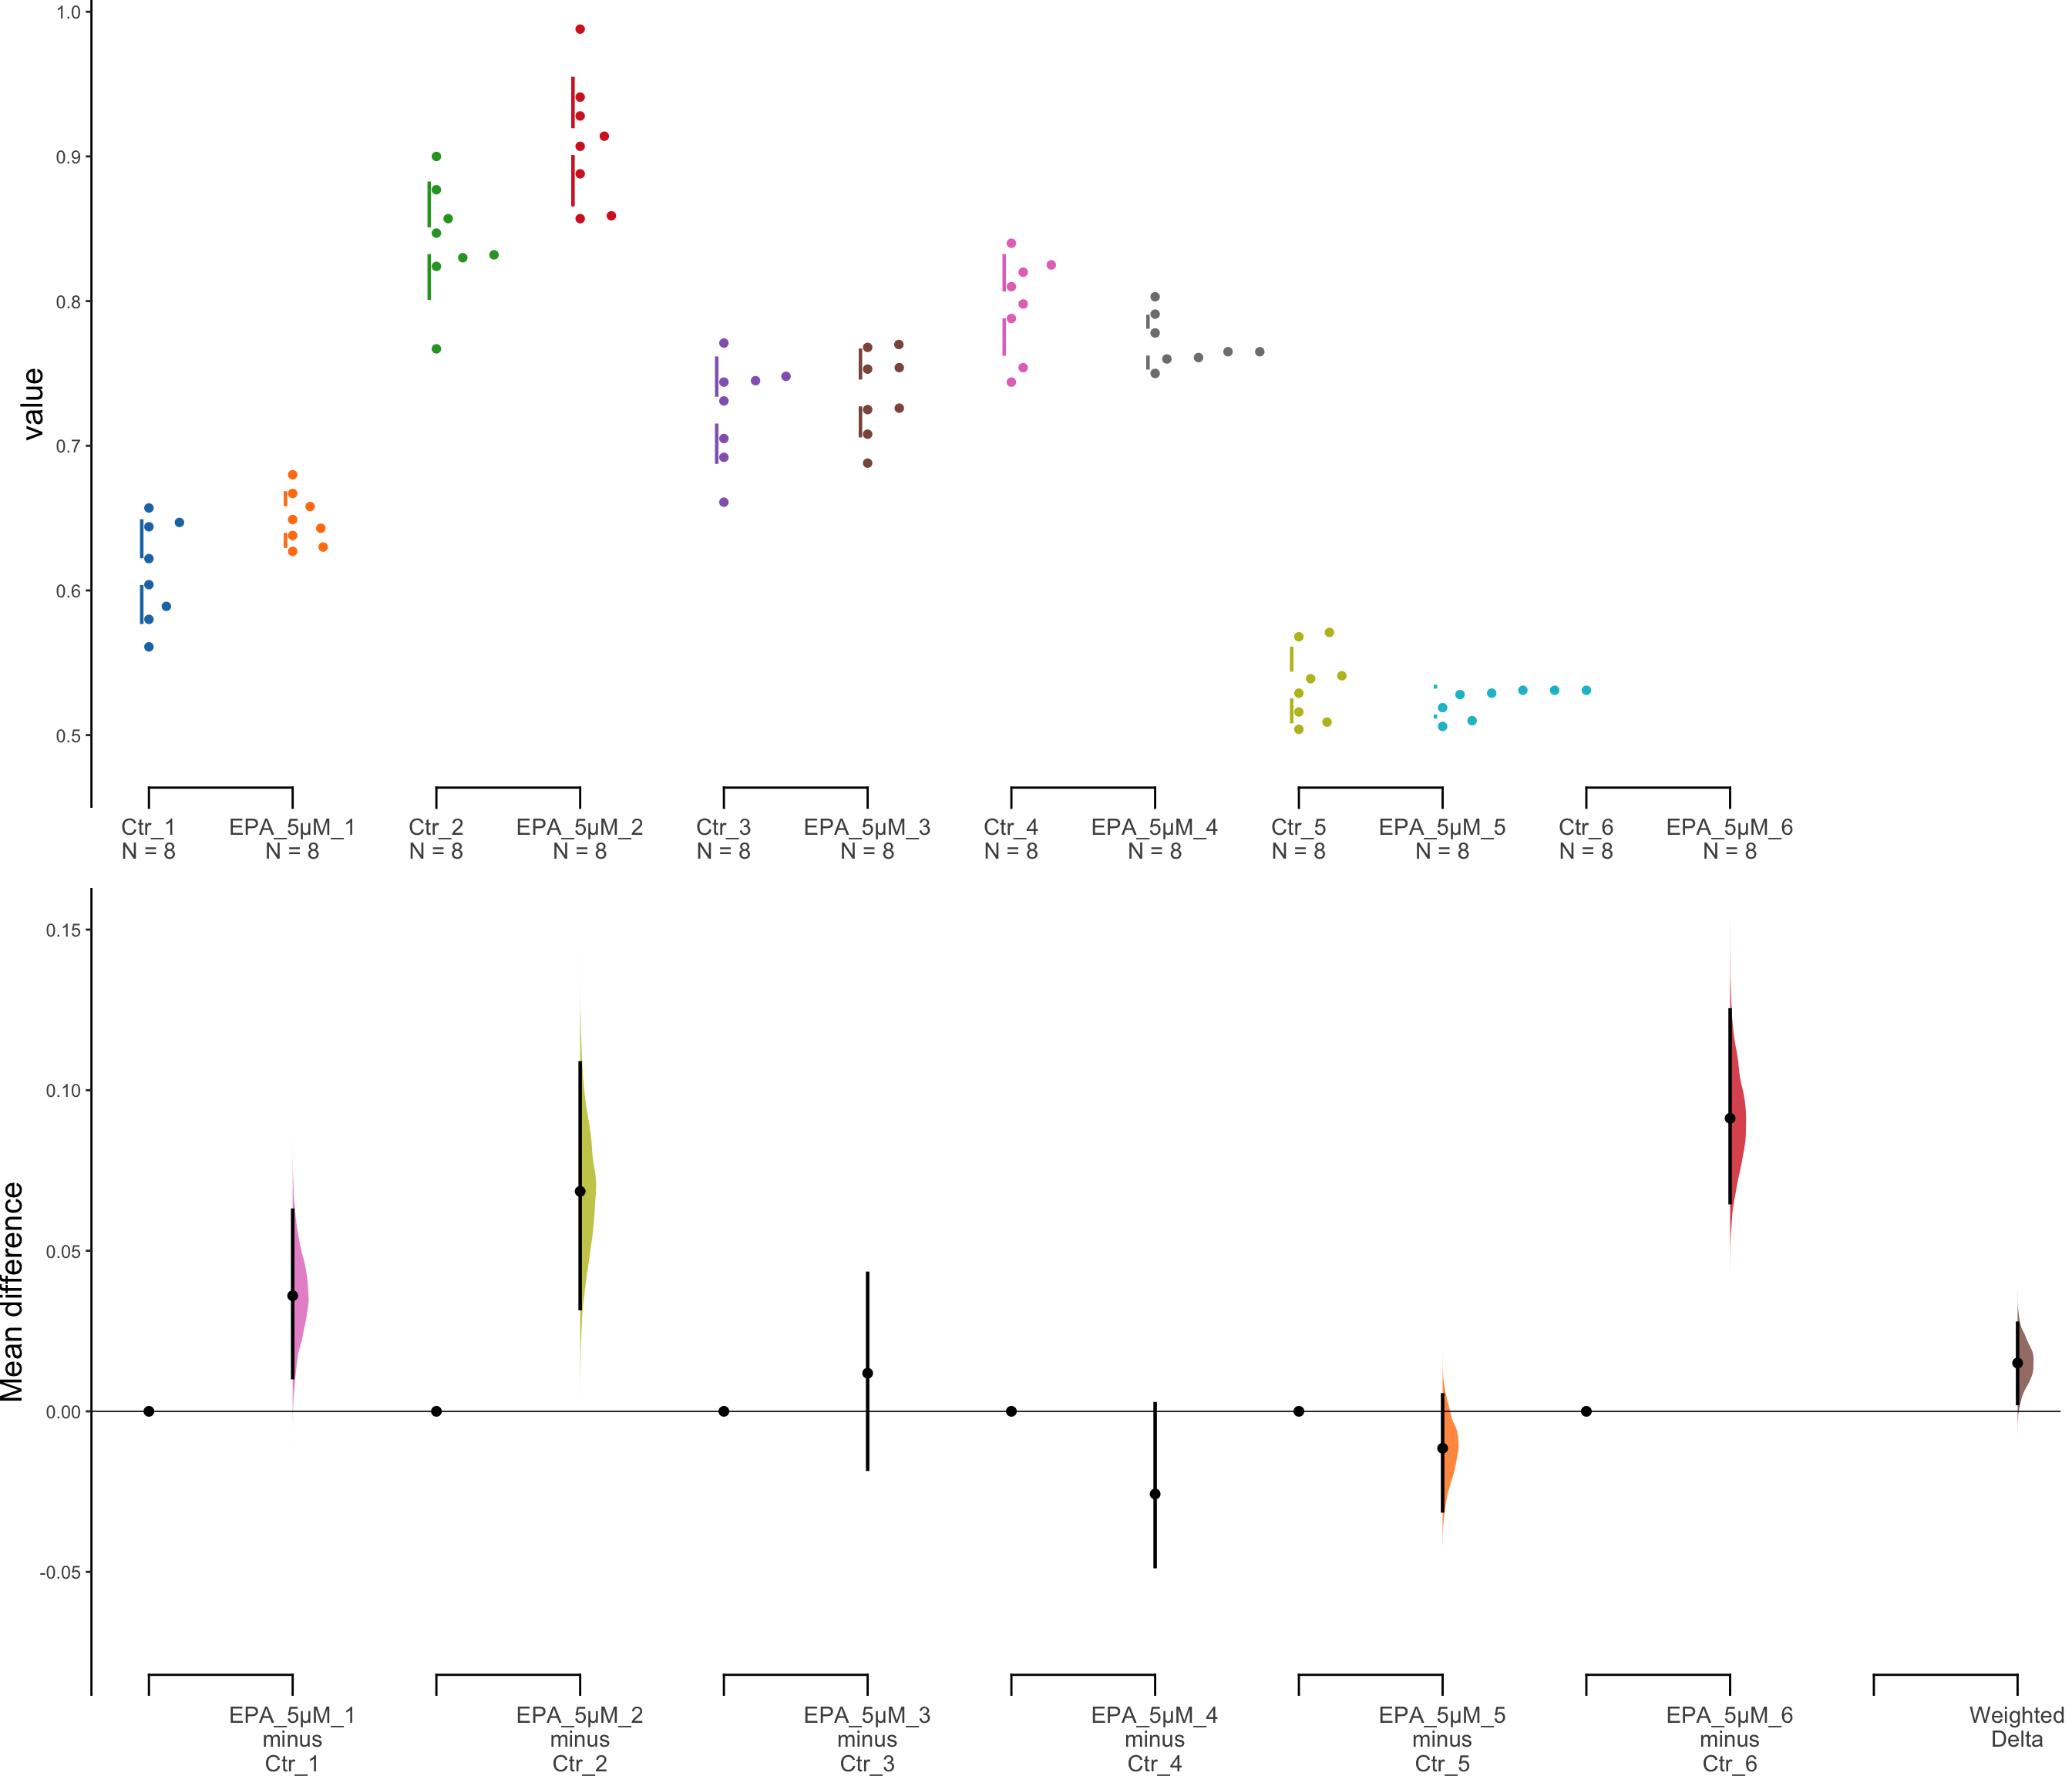 1.0
0.9
0.8
0.7
0.6
0.5
value
Ctr_1 EPA_5µM_1 Ctr_2 EPA_5µM_2 Ctr_3 EPA_5µM_3 Ctr_4 EPA_5µM_4 Ctr_5 EPA_5µM_5 Ctr_6 EPA_5µM_6
N = 8 N = 8 N = 8 N = 8 N = 8 N = 8 N = 8 N = 8 N = 8 N = 8 N = 8 N = 8
0.15
0.10
0.05
0.00
-0.05
Mean difference
EPA_5µM_1 EPA_5µM_2 EPA_5µM_3 EPA_5µM_4 EPA_5µM_5 EPA_5µM_6 Weighted
minus minus minus minus minus minus Delta
Ctr_1 Ctr_2 Ctr_3 Ctr_4 Ctr_5 Ctr_6